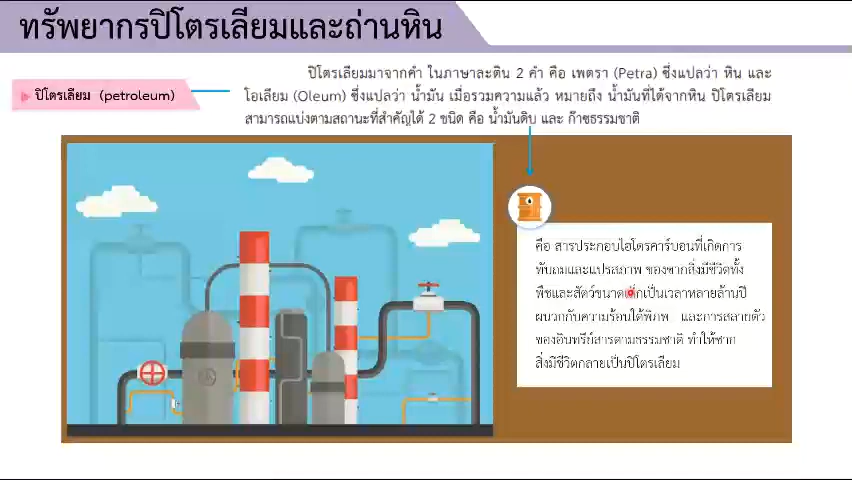 ทรัพยากรปิโตรเลียมและถ่านหิน
ปิโตรเลียม (petroleum)
ปิโตรเลียมมาจากคำ ในภาษาละติน 2 คำ คือ เพตรา (Petra) ซึ่งแปลว่า หิน และ
โอเลียม (Oleum) ซึ่งแปลว่า น้ำมัน เมื่อรวมความแล้ว หมายถึง น้ำมันที่ได้จากหิน ปิโตรเลียม
สามารถแบ่งตามสถานะที่สำคัญได้ 2 ชนิด คือ น้ำมันดิบ และ ก๊าซธรรมชาติ
คือ สารประกอบไฮโดรคาร์บอนที่เกิดการ
ทับถมและแปรสภาพ ของซากสิ่งมีชีวิตทั้ง
พืชและสัตว์ขนาดเล็กเป็นเวลาหลายล้านปี
ผนวกกับความร้อนใต้พิภพ และการสลายตัว
ของอินทรีย์สารตามธรรมชาติ ทำให้ซาก
สิ่งมีชีวิตกลายเป็นปิโตรเลียม